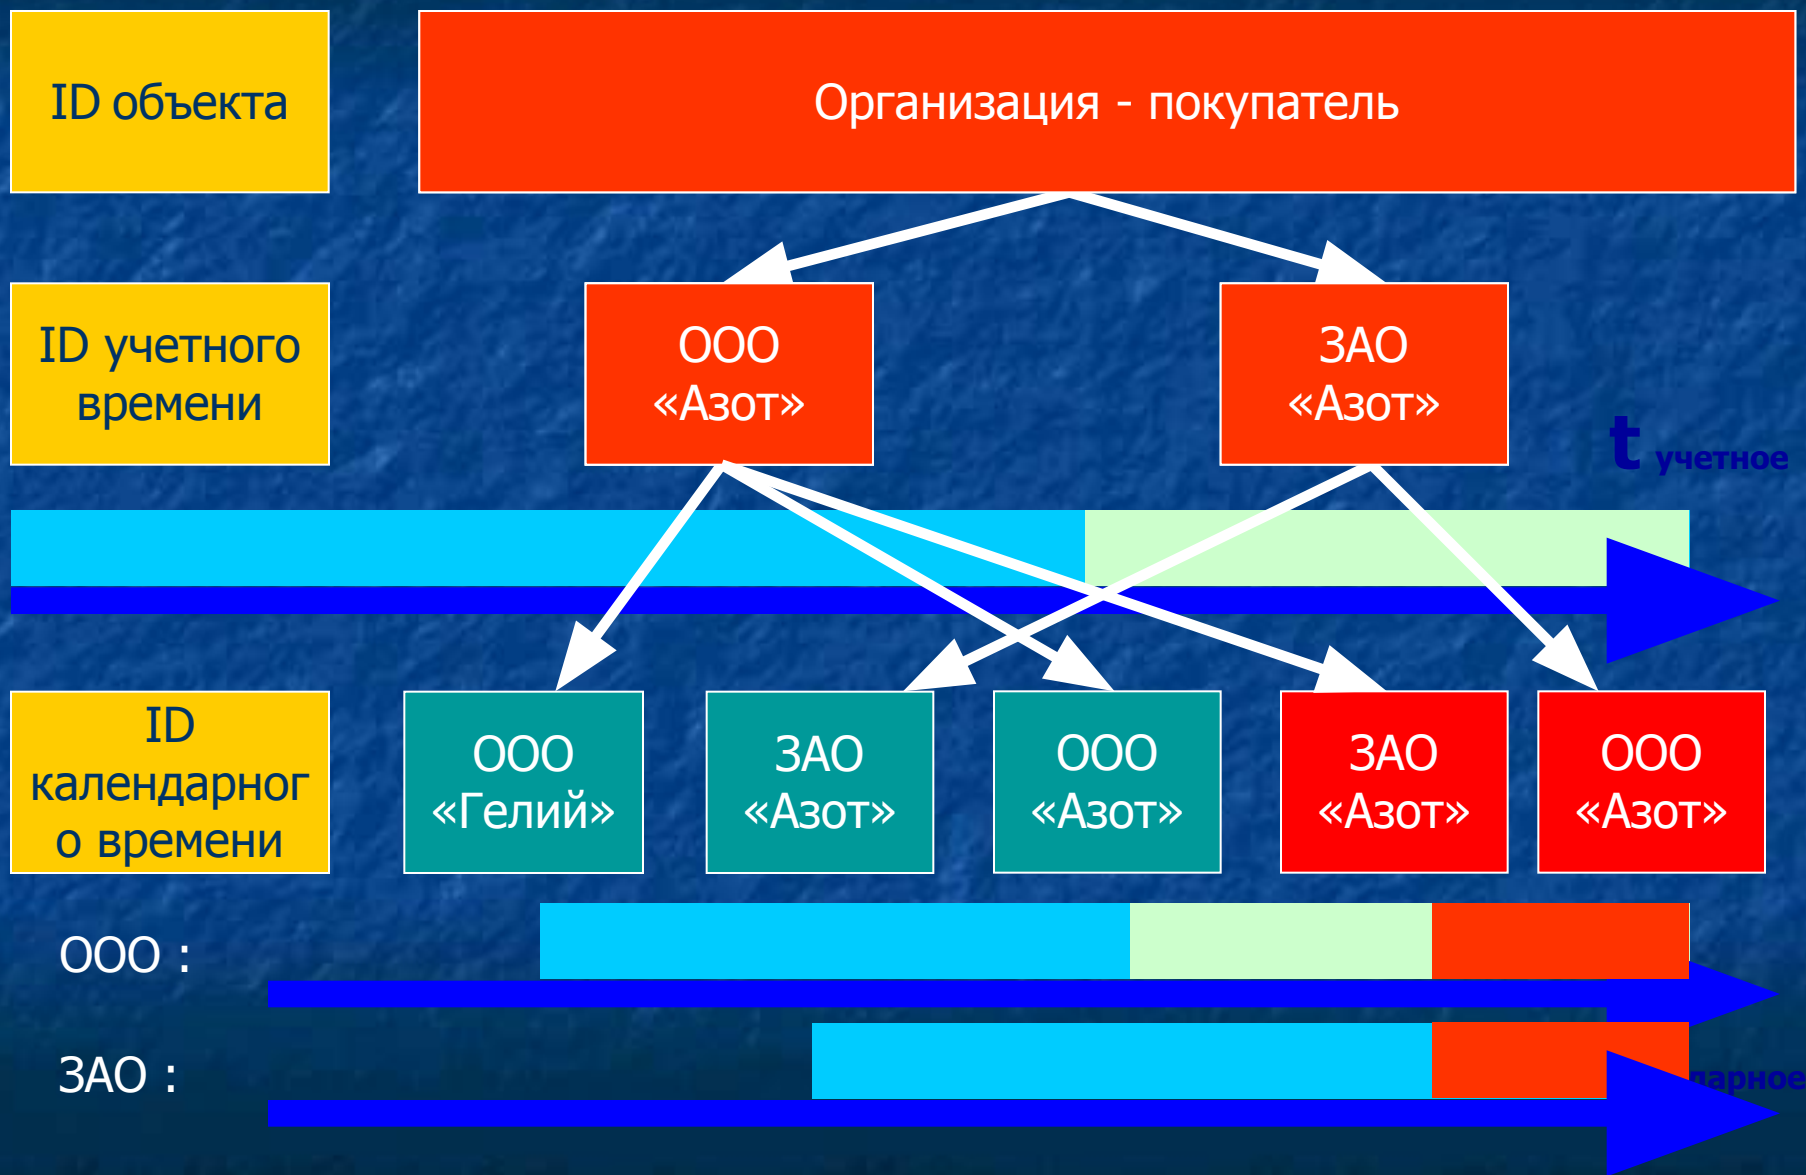 ID объекта
Организация - покупатель
ID учетного
времени
ООО
«Азот»
ЗАО
«Азот»
t учетное
ID
календарног
о времени
ООО
«Гелий»
ЗАО
«Азот»
ООО
«Азот»
ЗАО
«Азот»
ООО
«Азот»
ООО :
ЗАО :